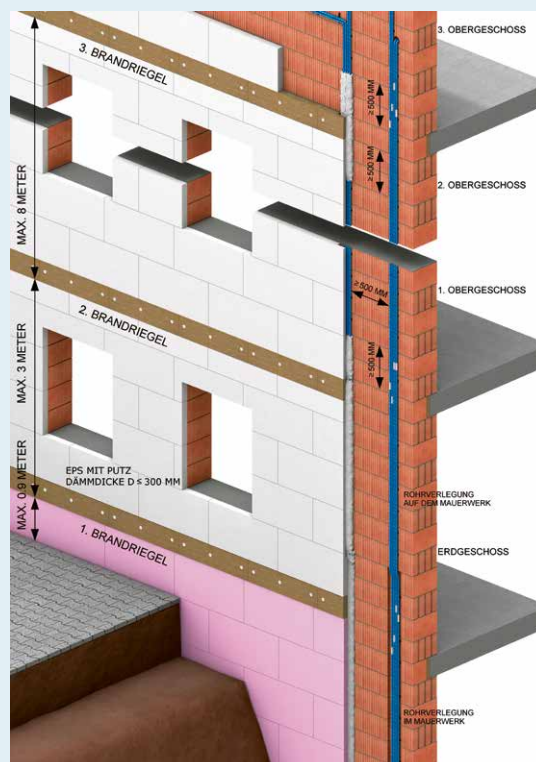 3. OBERGESCHOSS
3. BRANDRIEGEL
≥ 500 MM
≥ 500 MM
2. OBERGESCHOSS
MAX. 8 METER
1. OBERGESCHOSS
≥ 500 MM
2. BRANDRIEGEL
≥ 500 MM
MAX. 3 METER
EPS MIT PUTZ
DÄMMDICKE D ≤ 300 MM
MAX. 0.9 METER
ROHRVERLEGUNG
AUF DEM MAUERWERK
1. BRANDRIEGEL
ERDGESCHOSS
ROHRVERLEGUNG
IM MAUERWERK